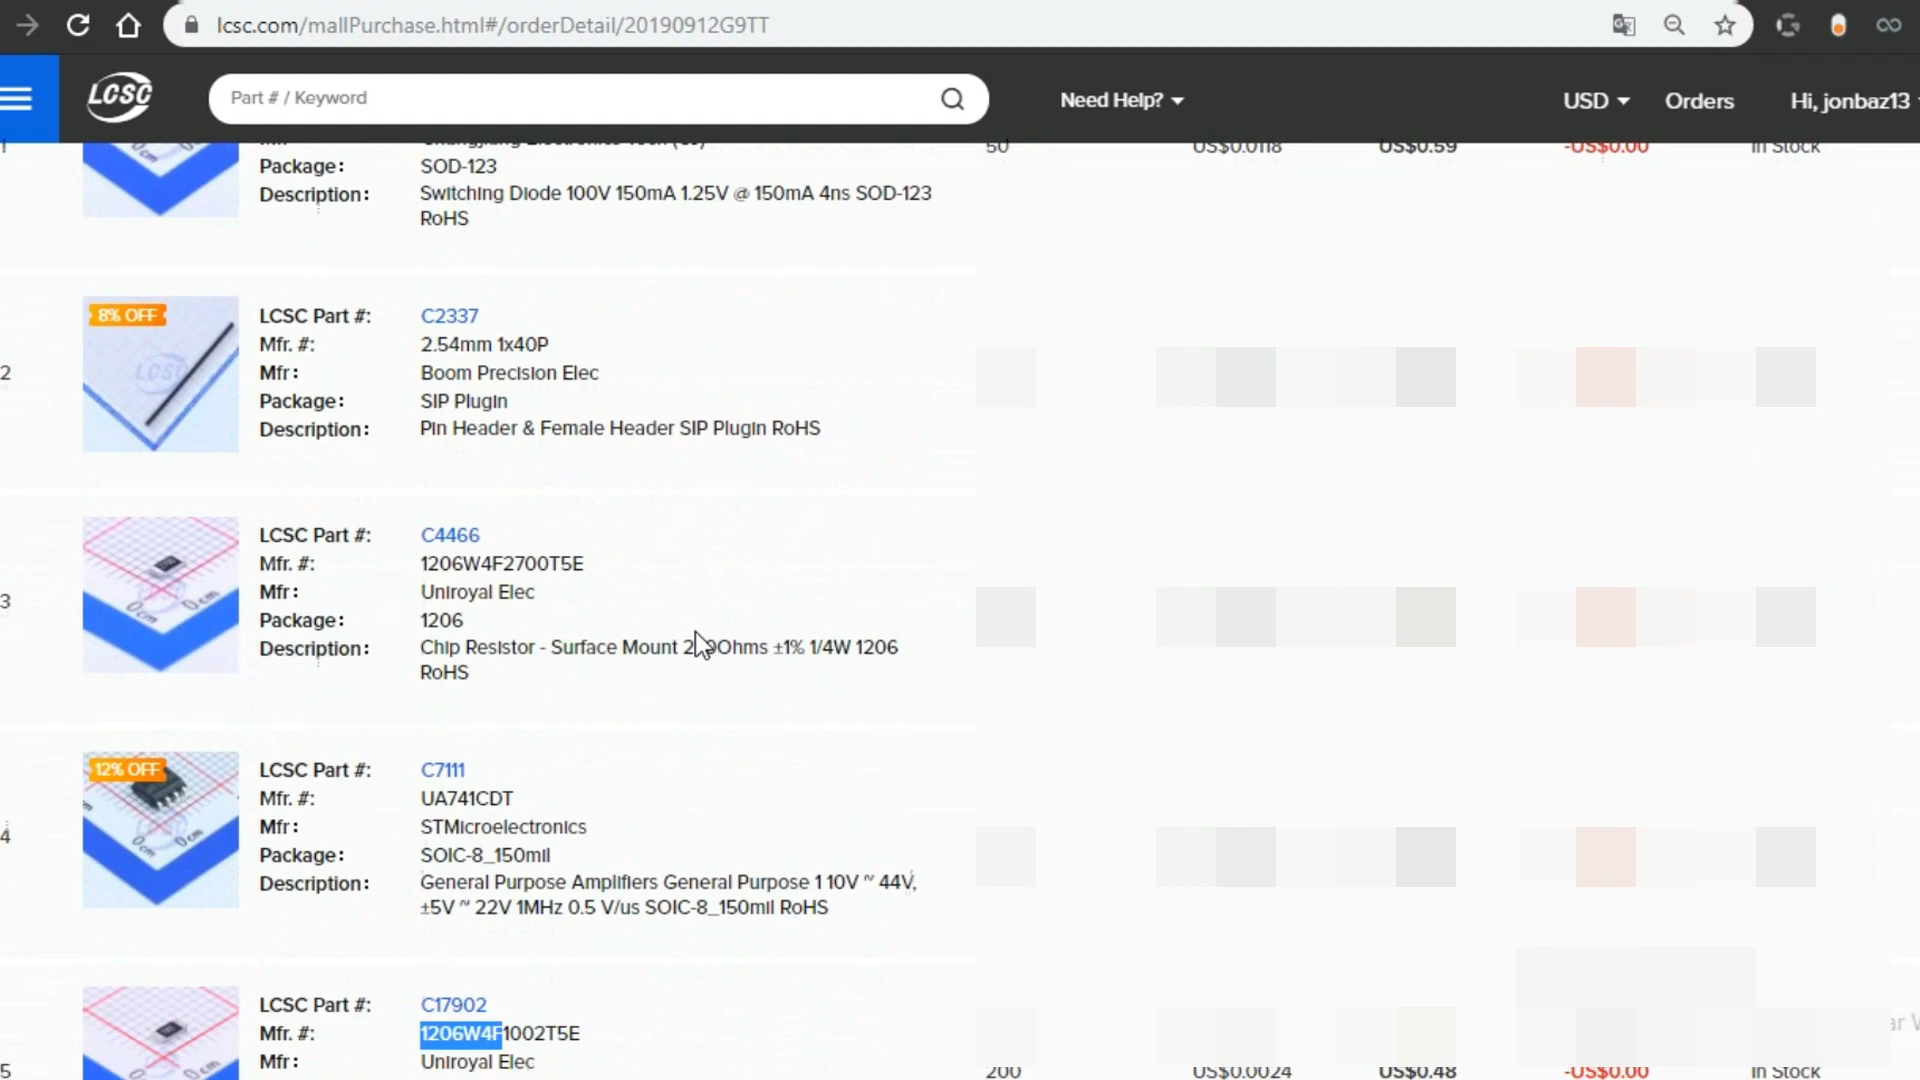 lcsc.com/mallPurchase.html#/orderDetail/20190912G9TT
LCSC
Part # / Keyword
Need Help?
USD
Orders
Hi, jonbaz13
50 US$0.0118 US$0.59 -US$0.00 In Stock
Package: SOD-123
Description: Switching Diode 100V 150mA 1.25V @ 150mA 4ns SOD-123
RoHS
2
8% OFF
LCSC Part #: C2337
Mfr. #: 2.54mm 1x40P
Mfr: Boom Precision Elec
Package: SIP Plugin
Description: Pin Header & Female Header SIP Plugin RoHS
3
LCSC Part #: C4466
Mfr. #: 1206W4F2700T5E
Mfr: Uniroyal Elec
Package: 1206
Description: Chip Resistor - Surface Mount Ohms ±1% 1/4W 1206
RoHS
4
12% OFF
LCSC Part #: C7111
Mfr. #: UA741CDT
Mfr: STMicroelectronics
Package: SOIC-8_150mil
Description: General Purpose Amplifiers General Purpose 1 10V ~ 44V,
±5V ~ 22V 1MHz 0.5 V/us SOIC-8_150mil RoHS
5
LCSC Part #: C17902
Mfr. #: 1206W4F1002T5E
Mfr: Uniroyal Elec
200 US$0.0024 US$0.48 -US$0.00 In Stock